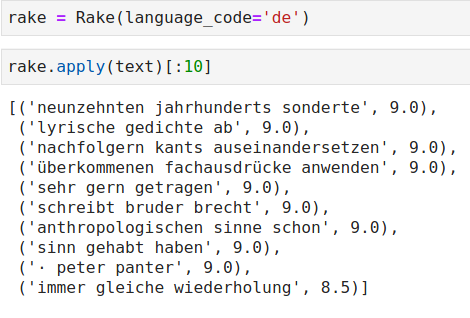 rake = Rake(language_code='de')
rake.apply(text)[:10]
[('neunzehnten jahrhunderts sonderte', 9.0),
('lyrische gedichte ab', 9.0),
('nachfolgern kants auseinandersetzen', 9.0),
('überkommenen fachausdrücke anwenden', 9.0),
('sehr gern getragen', 9.0),
('schreibt bruder brecht', 9.0),
('anthropologischen sinne schon', 9.0),
('sinn gehabt haben', 9.0),
('· peter panter', 9.0),
('immer gleiche wiederholung', 8.5)]